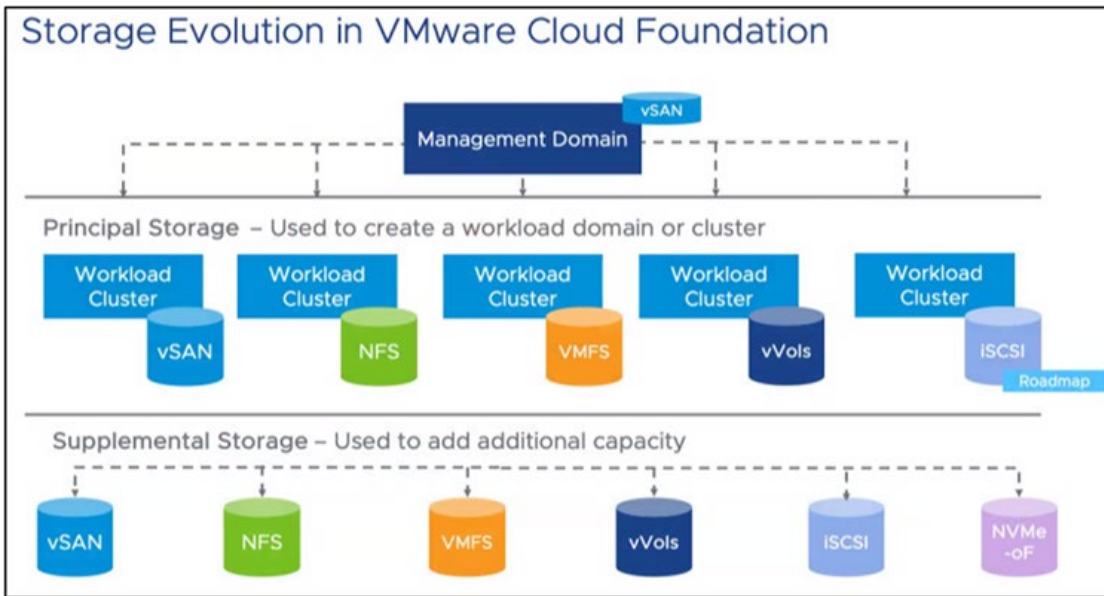 Storage Evolution in VMware Cloud Foundation
vSAN
Management Domain
Principal Storage – Used to create a workload domain or cluster
Workload
Cluster
vSAN
Workload
Cluster
NFS
Workload
Cluster
VMFS
Workload
Cluster
vVols
Workload
Cluster
iSCSI
Roadmap
Supplemental Storage – Used to add additional capacity
vSAN
NFS
VMFS
vVols
iSCSI
NVMe
-oF